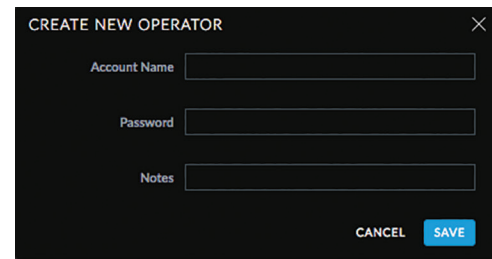 CREATE NEW OPERATOR
Account Name
Password
Notes
CANCEL SAVE